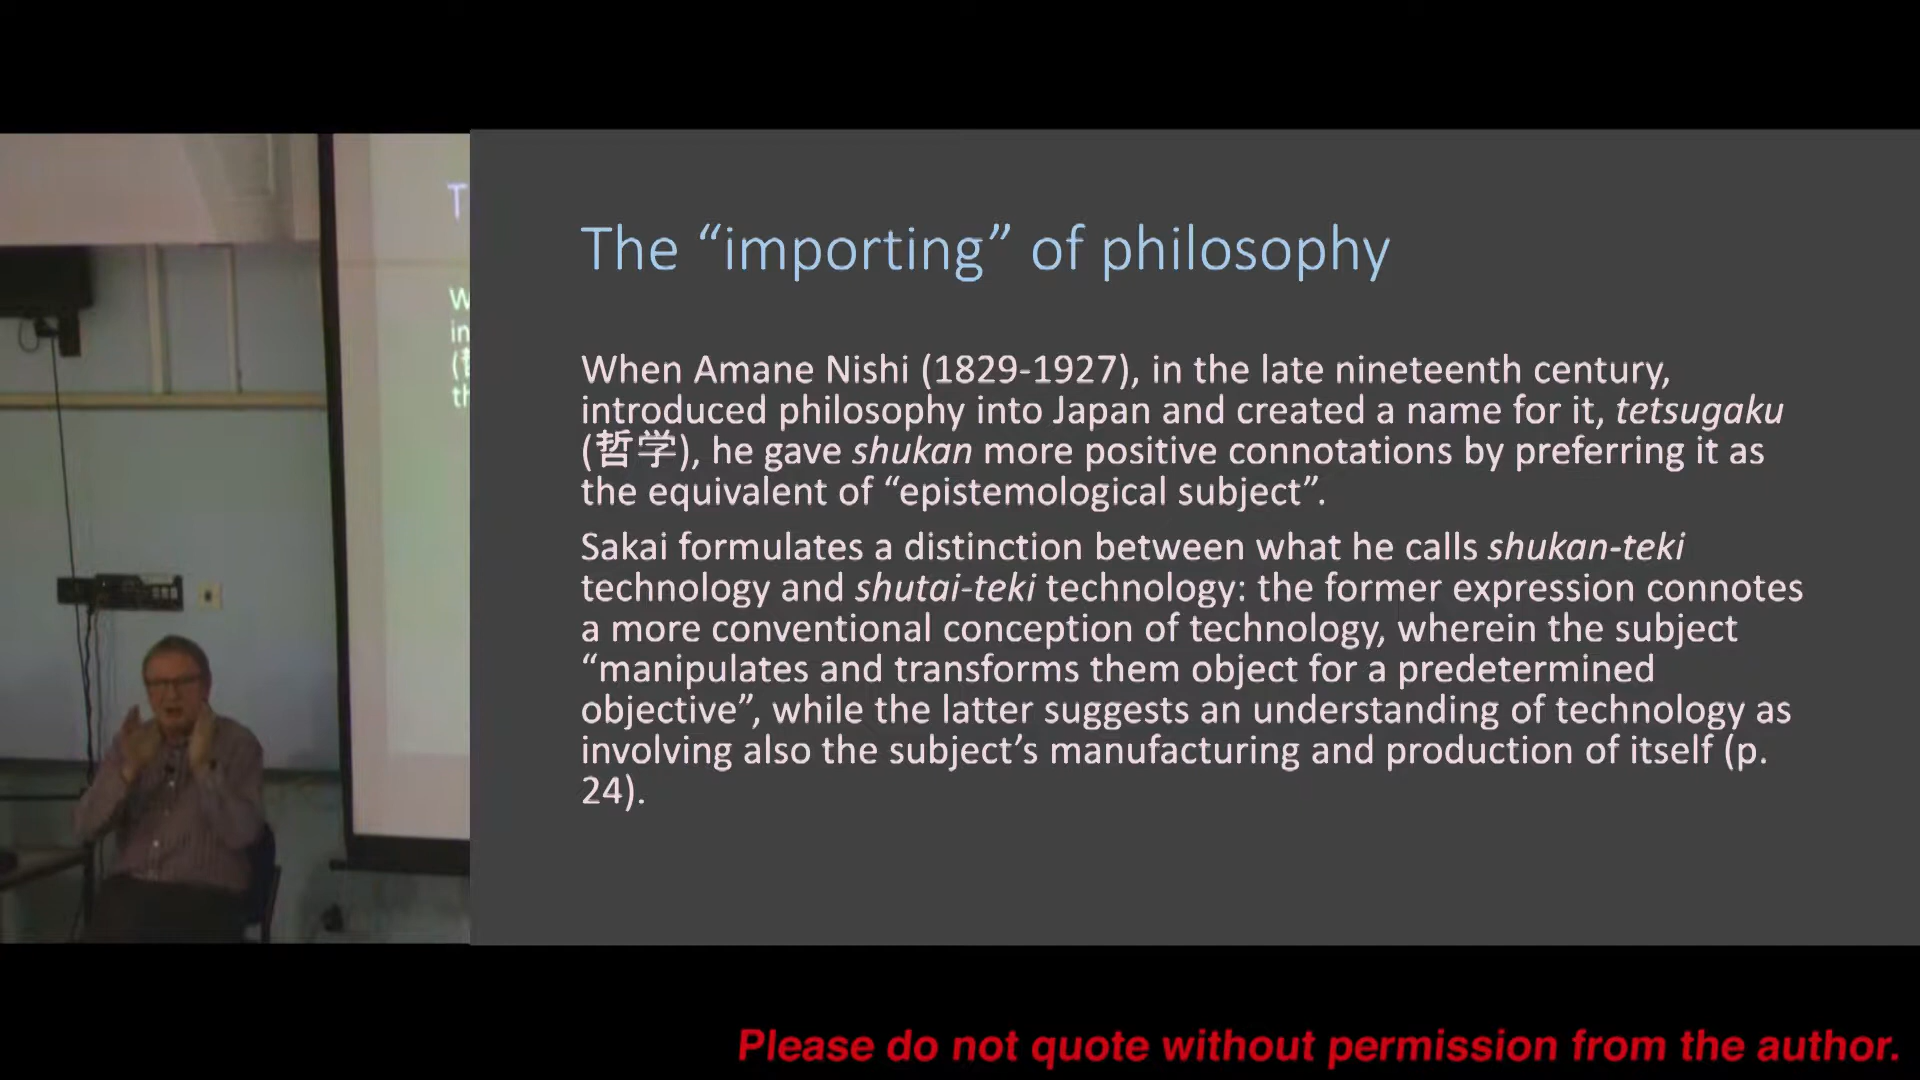 The “importing” of philosophy
When Amane Nishi (1829-1927), in the late nineteenth century,
introduced philosophy into Japan and created a name for it, tetsugaku
(哲学), he gave shukan more positive connotations by preferring it as
the equivalent of “epistemological subject”.
Sakai formulates a distinction between what he calls shukan-teki
technology and shutai-teki technology: the former expression connotes
a more conventional conception of technology, wherein the subject
“manipulates and transforms them object for a predetermined
objective”, while the latter suggests an understanding of technology as
involving also the subject’s manufacturing and production of itself (p.
24).
T
W
in
th
Please do not quote without permission from the author.